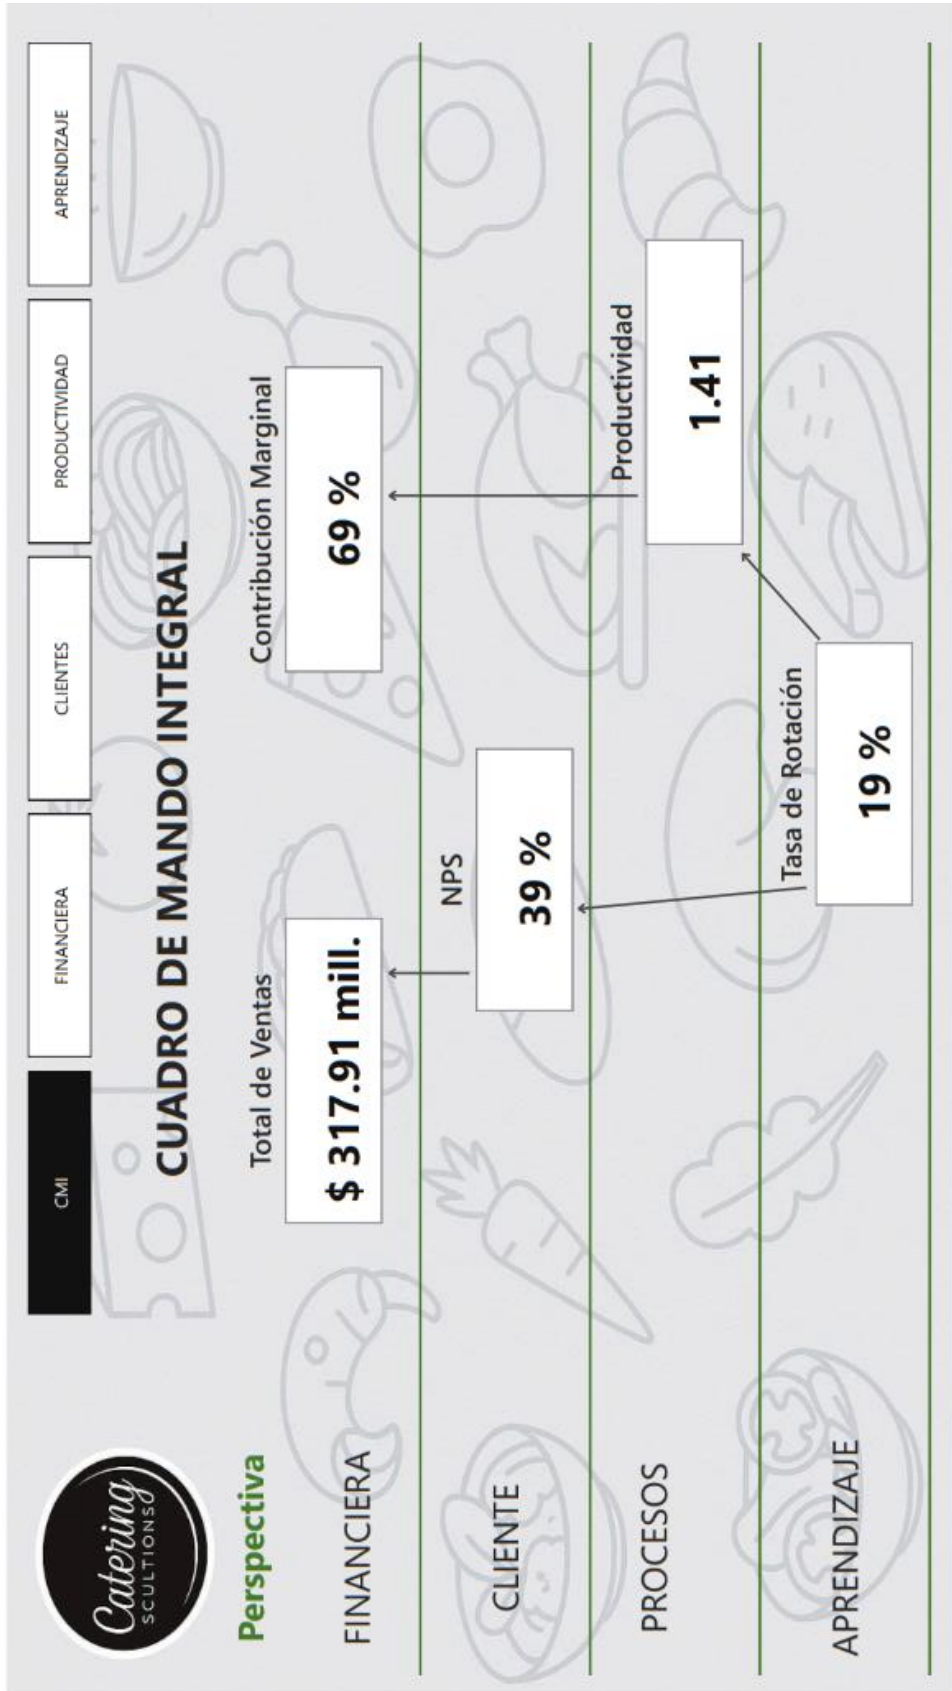 Catering
SCULTIONS
CMI
FINANCIERA
CLIENTES
PRODUCTIVIDAD
APRENDIZAJE
CUADRO DE MANDO INTEGRAL
Perspectiva
Total de Ventas
Contribución Marginal
FINANCIERA
$ 317.91 mill.
69 %
NPS
CLIENTE
39 %
Productividad
PROCESOS
1.41
Tasa de Rotación
APRENDIZAJE
19 %